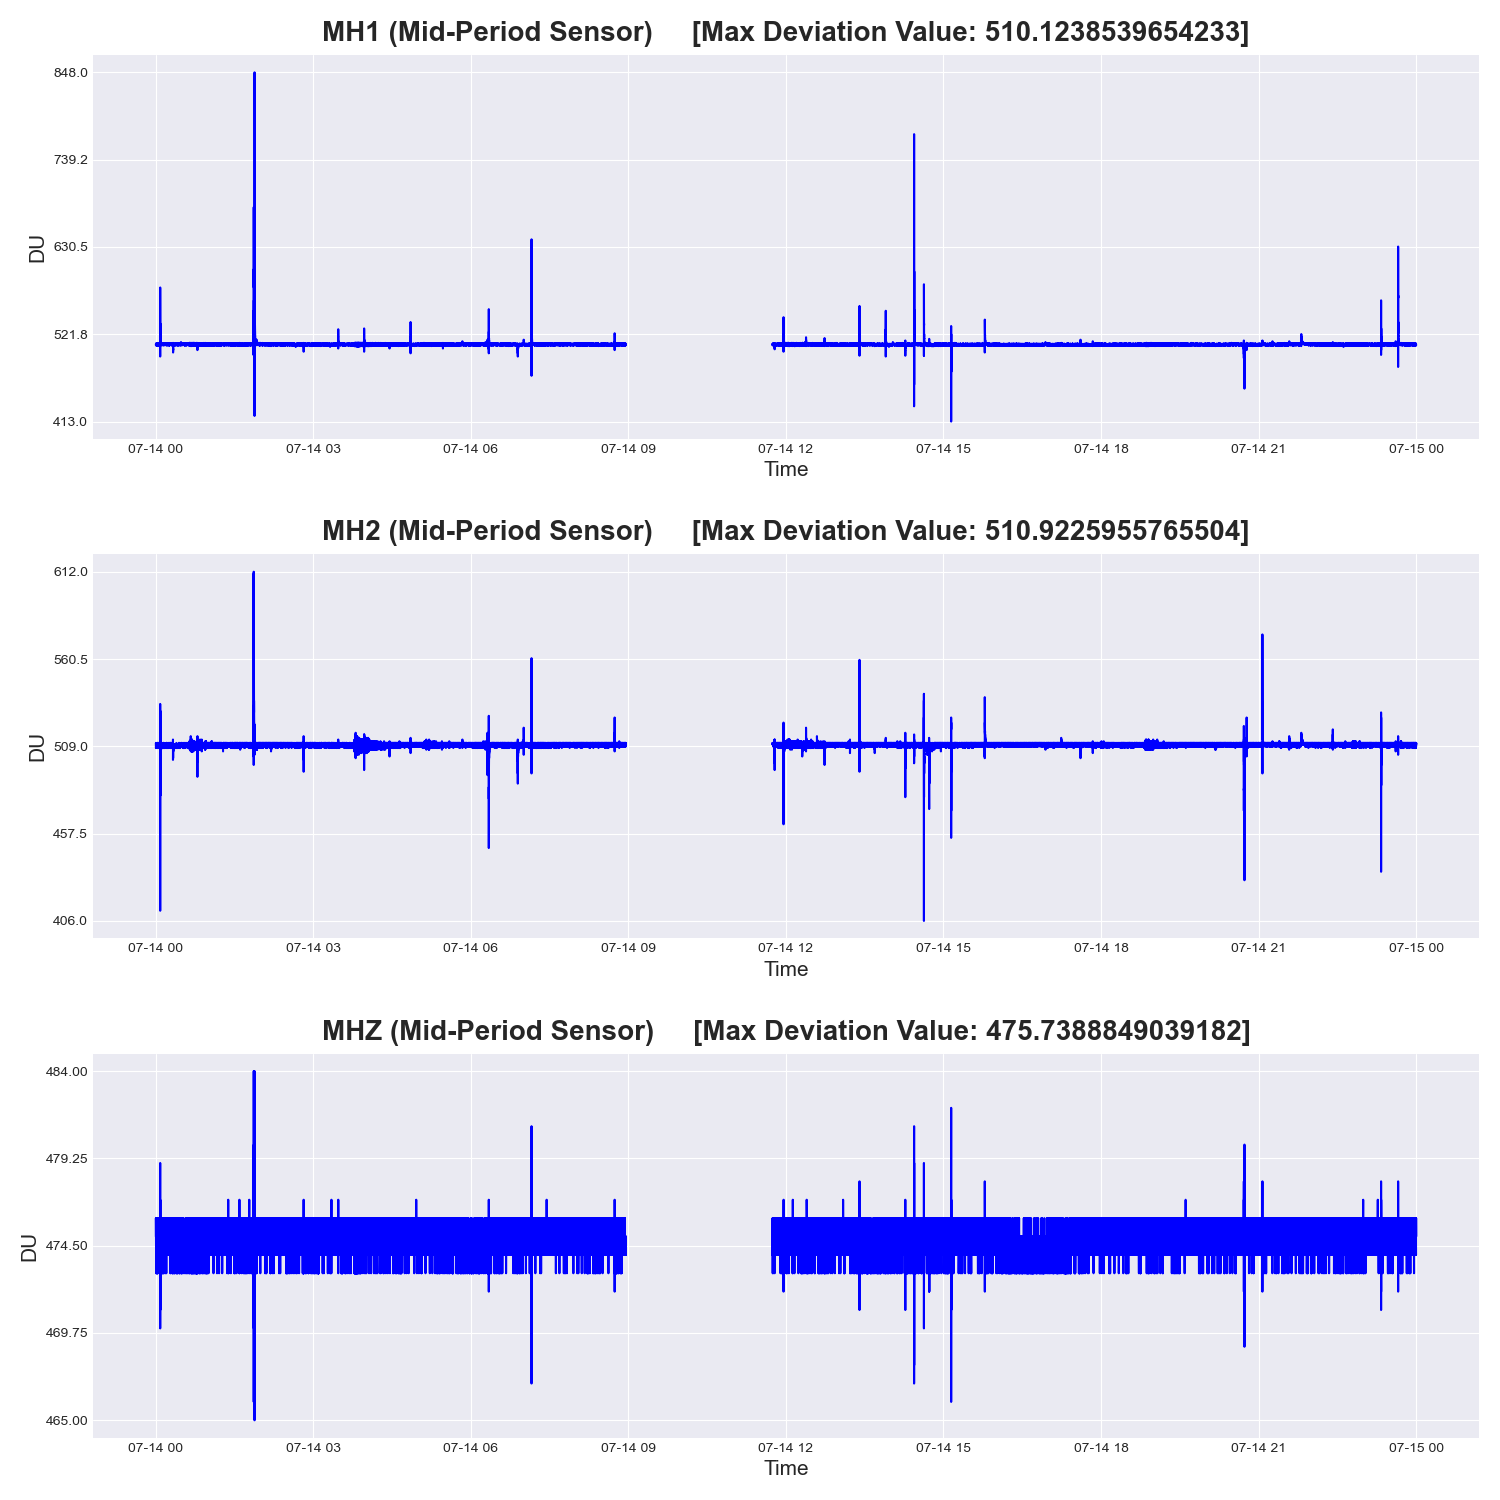 MH1 (Mid-Period Sensor) [Max Deviation Value: 510.1238539654233]
848.0
739.2
630.5
521.8
413.0
DU
07-14 00 07-14 03 07-14 06 07-14 09 07-14 12 07-14 15 07-14 18 07-14 21 07-15 00
Time
MH2 (Mid-Period Sensor) [Max Deviation Value: 510.9225955765504]
612.0
560.5
509.0
457.5
406.0
DU
07-14 00 07-14 03 07-14 06 07-14 09 07-14 12 07-14 15 07-14 18 07-14 21 07-15 00
Time
MHZ (Mid-Period Sensor) [Max Deviation Value: 475.7388849039182]
484.00
479.25
474.50
469.75
465.00
DU
07-14 00 07-14 03 07-14 06 07-14 09 07-14 12 07-14 15 07-14 18 07-14 21 07-15 00
Time